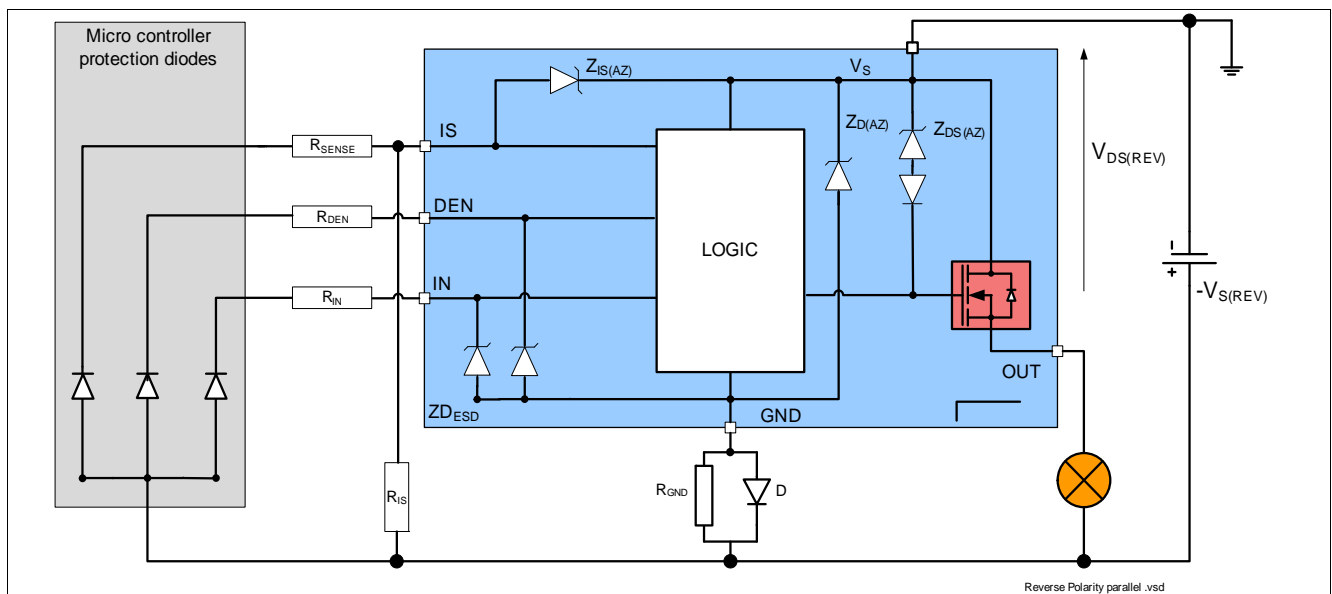 Micro controller
protection diodes
Z_IS(AZ)
V_S
Z_D(AZ)
Z_DS(AZ)
V_DS(REV)
R_SENSE
IS
R_DEN
DEN
LOGIC
R_IN
IN
-
+
-V_S(REV)
OUT
ZD_ESD
GND
R_IS
R_GND
D
Reverse Polarity parallel .vsd